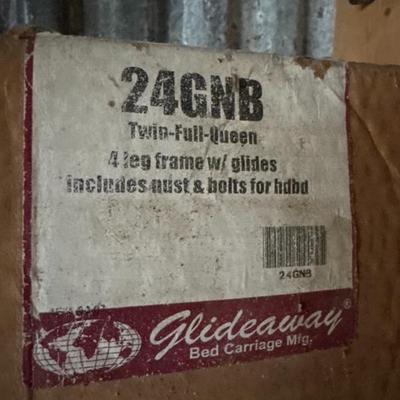 24GNB
Twin-Full-Queen
4 leg frame w/ glides
includes nust & bolts for hdbd
24GNB
Glideaway®
Bed Carriage Mfg.